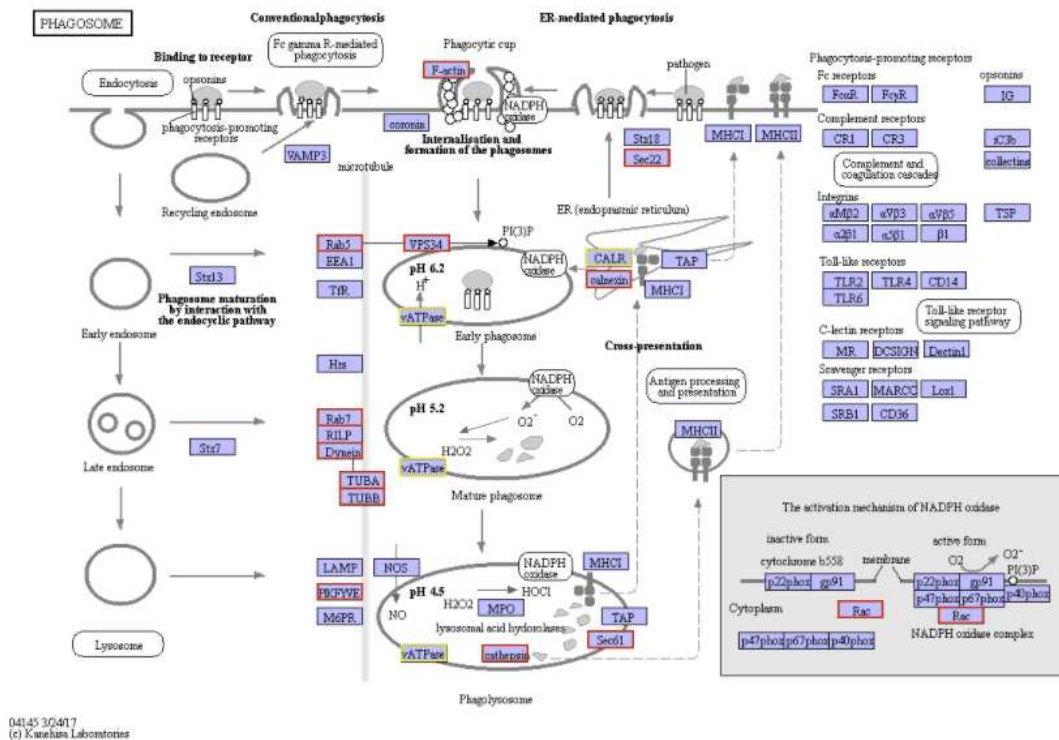 PHAGOSOME
Conventionalphagocytosis
ER-mediated phagocytosis
Binding to receptor
Fc gamma R-mediated
phagocytosis
Phagocytic cup
Endocytosis
opsonins
F-actin
NADPH
oxidase
pathogen
phagocytosis-promoting
receptors
coronin
Internalisation and
formation of the phagosomes
Stx18
Sec22
MHCI
MHCII
VAMP3
microtubule
Recycling endosome
ER (endoprasmic reticulum)
Rab5
VPS34
PI(3)P
EEA1
NADPH
oxidase
CALR
TAP
calnexin
MHCI
pH 6.2
H+
Stx13
TfR
vATPase
Phagosome maturation
by interaction with
the endocyclic pathway
Early endosome
Early phagosome
Cross-presentation
Hrs
NADPH
oxidase
Antigen processing
and presentation
pH 5.2
O2-
O2
H2O2
Rab7
RILP
Dynein
Stx7
MHCII
vATPase
TUBA
TUBB
Late endosome
Mature phagosome
LAMP
NOS
NADPH
oxidase
MHCI
PIKFYVE
pH 4.5
HOCl
H2O2
MPO
M6PR
NO
TAP
lysosomal acid hydorolases
Sec61
vATPase
cathepsin
Lysosome
Phagolysosome
Phagocytosis-promoting receptors
Fc receptors
opsonins
FcαR
FcγR
IG
Complement receptors
CR1
CR3
iC3b
Complement and
coagulation cascades
collectins
Integrins
αMβ2
αVβ3
αVβ5
TSP
α2β1
α5β1
β1
Toll-like receptors
TLR2
TLR4
CD14
TLR6
Toll-like receptor
signaling pathway
C-lectin receptors
MR
DCSIGN
Dectin1
Scavenger receptors
SRA1
MARCO
Lox1
SRB1
CD36
The activation mechanism of NADPH oxidase
inactive form
active form
cytochrome b558
membrane
O2
O2-
PI(3)P
p22phox
gp91
p22phox
gp91
p47phox
p67phox
p40phox
Cytoplasm
Rac
Rac
NADPH oxidase complex
p47phox
p67phox
p40phox
04145 3/24/17
(c) Kanehisa Laboratories